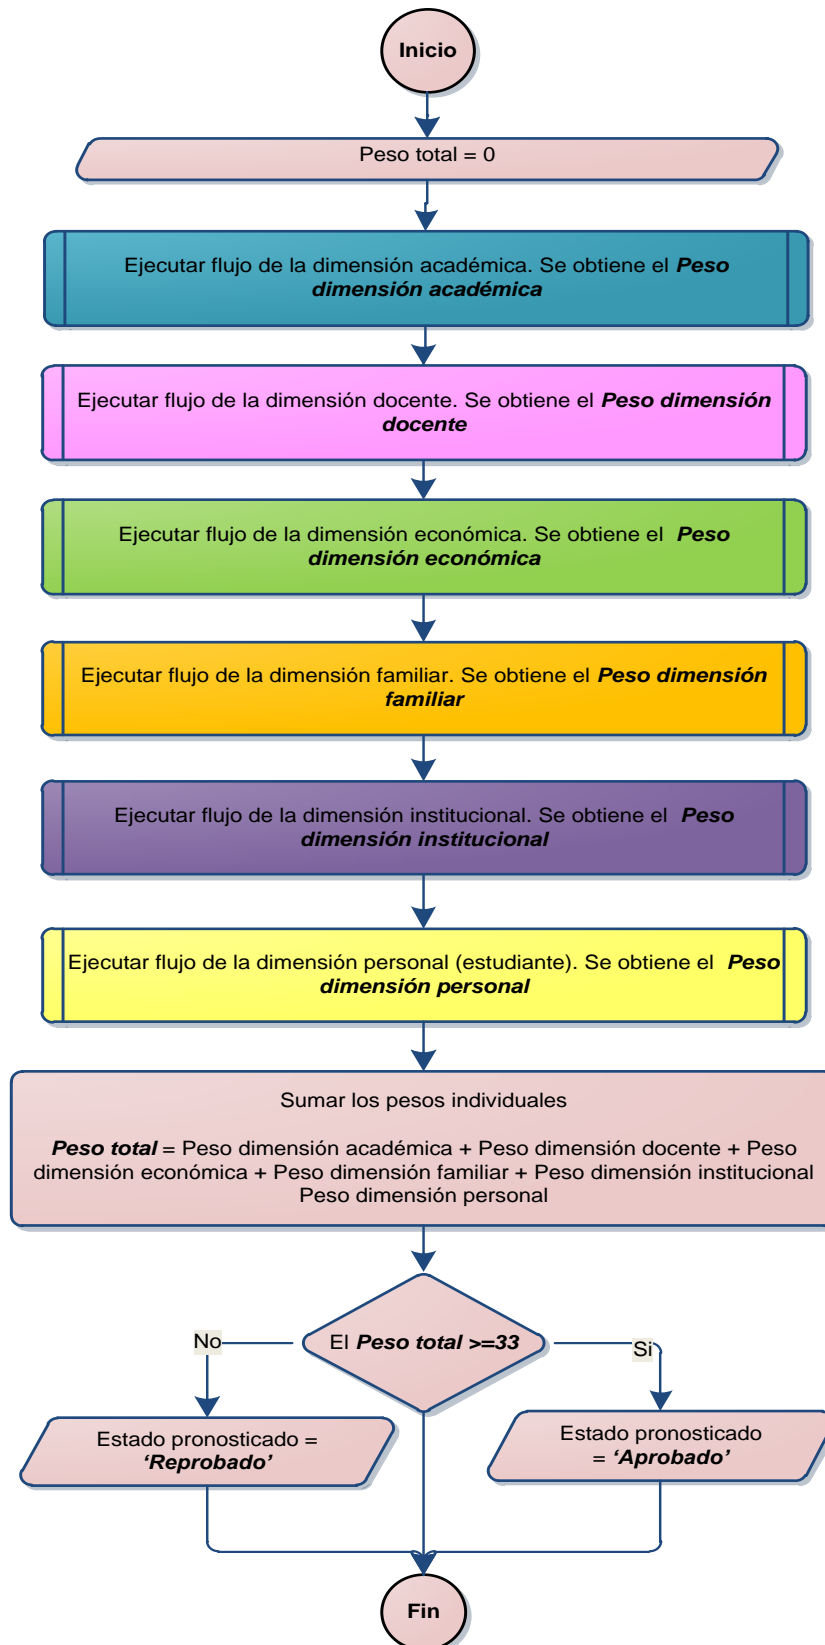 Inicio
Peso total = 0
Ejecutar flujo de la dimensión académica. Se obtiene el Peso
dimensión académica
Ejecutar flujo de la dimensión docente. Se obtiene el Peso dimensión
docente
Ejecutar flujo de la dimensión económica. Se obtiene el Peso
dimensión económica
Ejecutar flujo de la dimensión familiar. Se obtiene el Peso dimensión
familiar
Ejecutar flujo de la dimensión institucional. Se obtiene el Peso
dimensión institucional
Ejecutar flujo de la dimensión personal (estudiante). Se obtiene el Peso
dimensión personal
Sumar los pesos individuales
Peso total = Peso dimensión académica + Peso dimensión docente + Peso
dimensión económica + Peso dimensión familiar + Peso dimensión institucional
Peso dimensión personal
El Peso total >=33
No
Si
Estado pronosticado =
‘Reprobado’
Estado pronosticado
= ‘Aprobado’
Fin